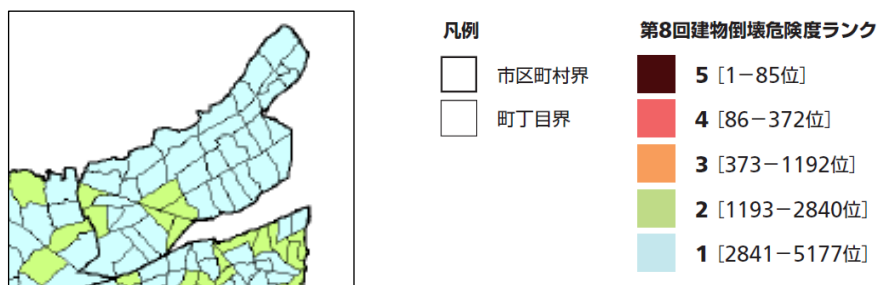 凡例
市区町村界
町丁目界
第8回建物倒壊危険度ランク
5 [1－85位]
4 [86－372位]
3 [373－1192位]
2 [1193－2840位]
1 [2841－5177位]